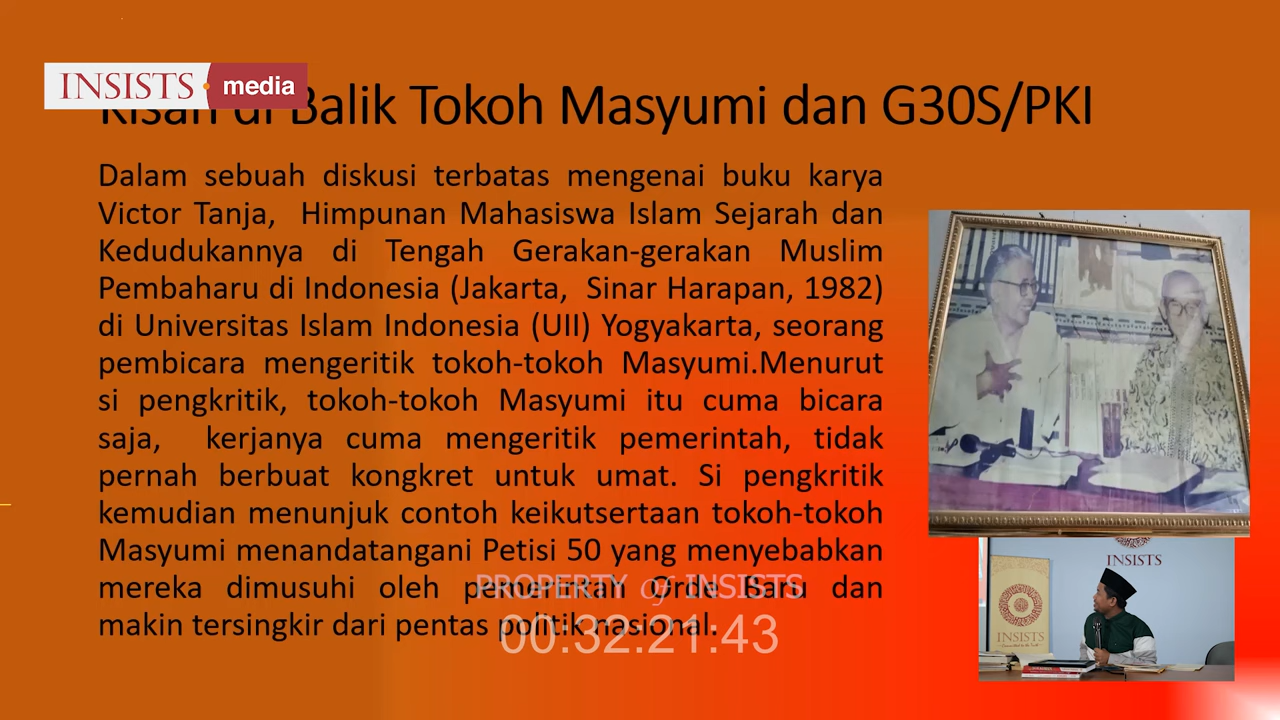 INSISTS media
Kisah di Balik Tokoh Masyumi dan G30S/PKI
Dalam sebuah diskusi terbatas mengenai buku karya
Victor Tanja, Himpunan Mahasiswa Islam Sejarah dan
Kedudukannya di Tengah Gerakan-gerakan Muslim
Pembaharu di Indonesia (Jakarta, Sinar Harapan, 1982)
di Universitas Islam Indonesia (UII) Yogyakarta, seorang
pembicara mengeritik tokoh-tokoh Masyumi.Menurut
si pengkritik, tokoh-tokoh Masyumi itu cuma bicara
saja, kerjanya cuma mengeritik pemerintah, tidak
pernah berbuat kongkret untuk umat. Si pengkritik
kemudian menunjuk contoh keikutsertaan tokoh-tokoh
Masyumi menandatangani Petisi 50 yang menyebabkan
mereka dimusuhi oleh pemerintah Orde Baru dan
makin tersingkir dari pentas politik nasional.
PROPERTY of INSISTS
00:32:21:43
INSISTS
INSISTS